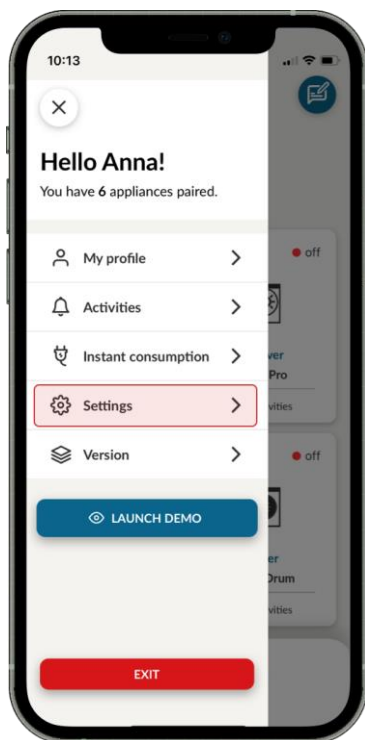 10:13
Hello Anna!
You have 6 appliances paired.
My profile
off
Activities
Instant consumption
ver
Pro
Settings
vities
Version
off
LAUNCH DEMO
er
Drum
vities
EXIT